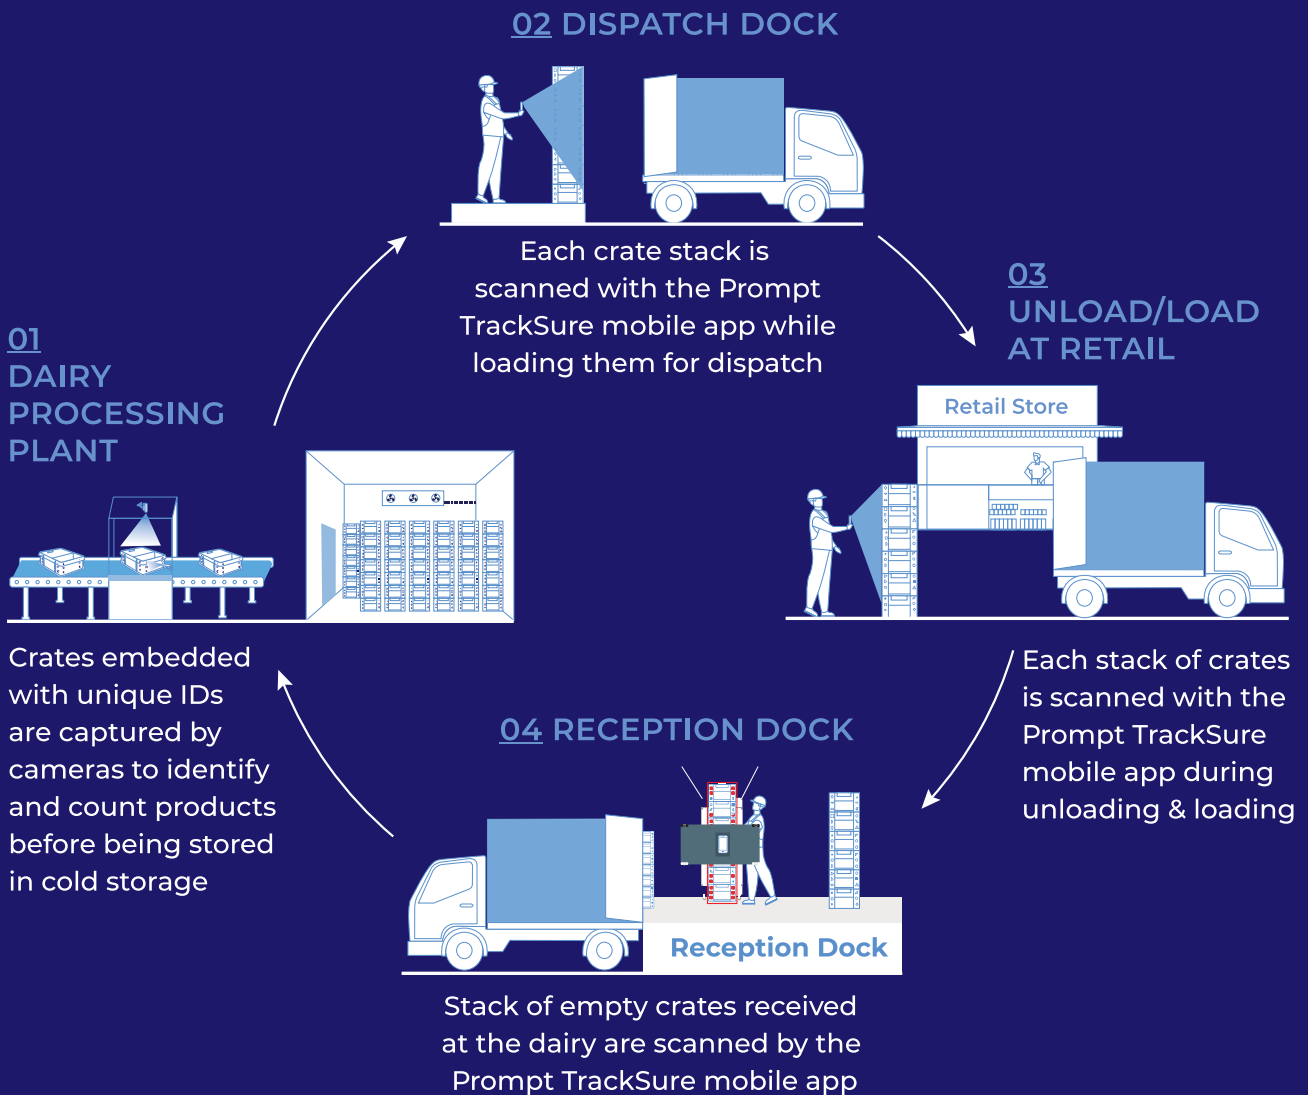 01
DAIRY
PROCESSING
PLANT
Crates embedded
with unique IDs
are captured by
cameras to identify
and count products
before being stored
in cold storage
02 DISPATCH DOCK
Each crate stack is
scanned with the Prompt
TrackSure mobile app while
loading them for dispatch
03
UNLOAD/LOAD
AT RETAIL
Retail Store
Each stack of crates
is scanned with the
Prompt TrackSure
mobile app during
unloading & loading
04 RECEPTION DOCK
Reception Dock
Stack of empty crates received
at the dairy are scanned by the
Prompt TrackSure mobile app